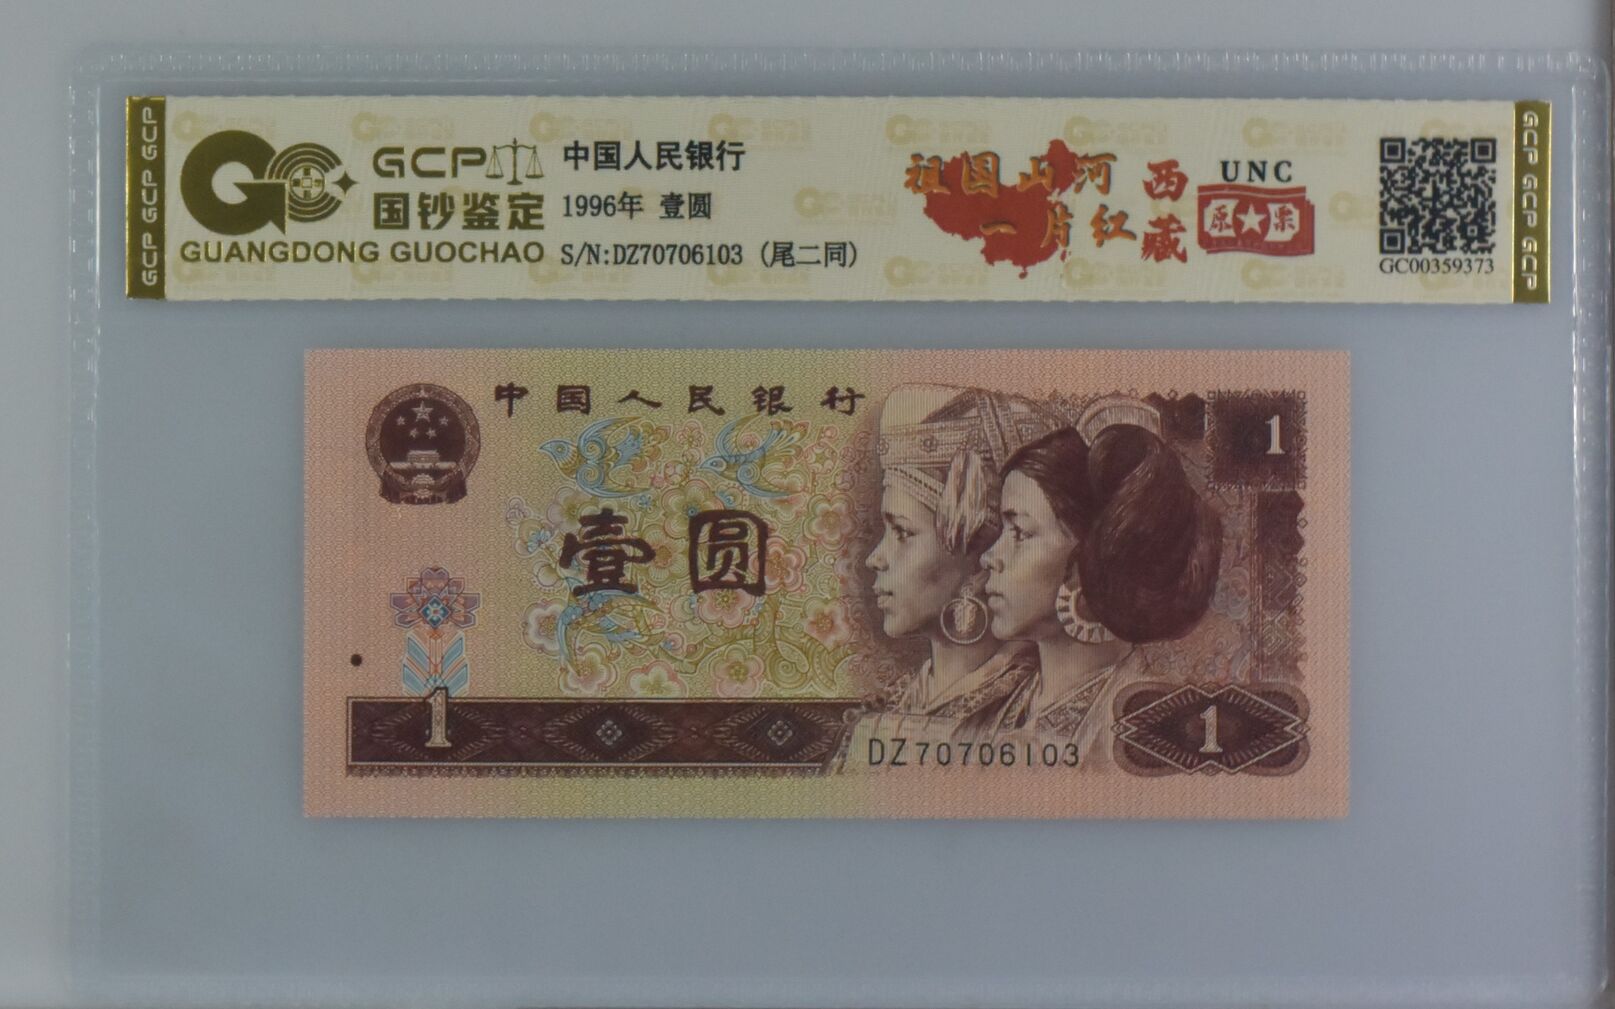 GCP GCP GCP
GCP
国钞鉴定
GUANGDONG GUOCHAO
中国人民银行
1996年 壹圆
S/N:DZ70706103 (尾二同)
祖国山河
一片红
西藏
UNC
原★票
GC00359373
GCP GCP GCP
中国人民银行
1
壹圆
1
DZ70706103
1